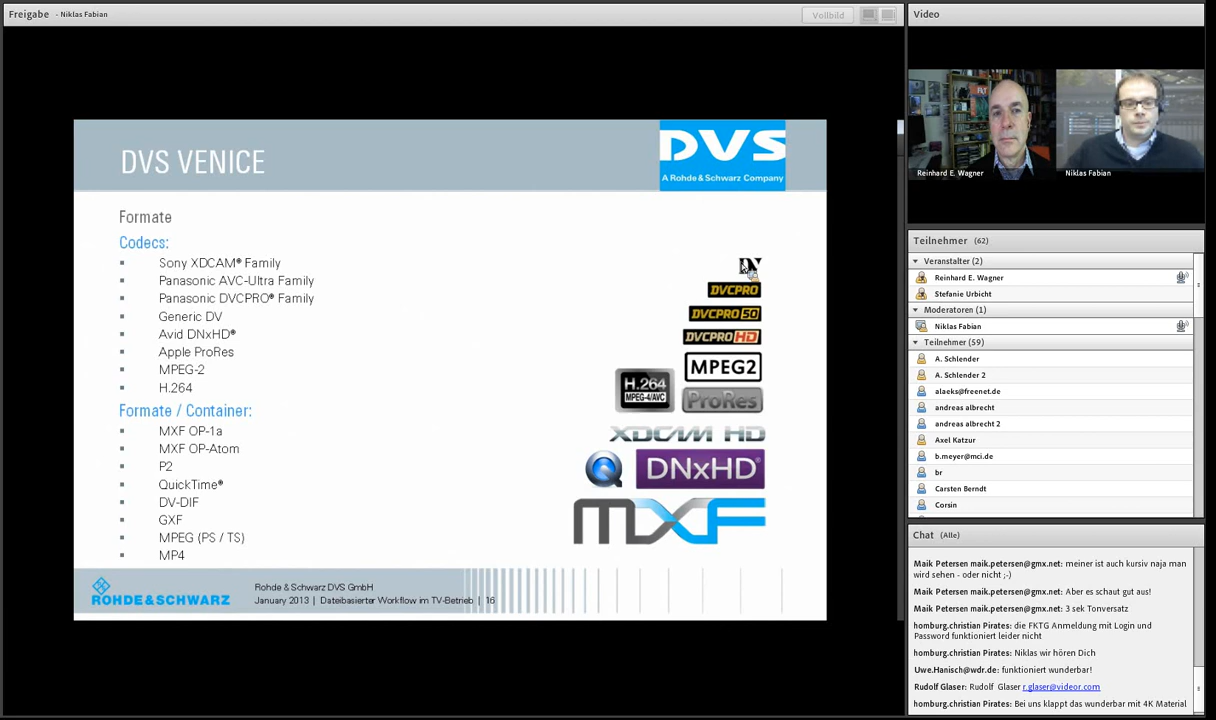 Freigabe - Niklas Fabian
Vollbild
DVS VENICE
DVS
A Rohde & Schwarz Company
Formate
Codecs:
▪ Sony XDCAM® Family
▪ Panasonic AVC-Ultra Family
▪ Panasonic DVCPRO® Family
▪ Generic DV
▪ Avid DNxHD®
▪ Apple ProRes
▪ MPEG-2
▪ H.264
Formate / Container:
▪ MXF OP-1a
▪ MXF OP-Atom
▪ P2
▪ QuickTime®
▪ DV-DIF
▪ GXF
▪ MPEG (PS / TS)
▪ MP4
DV
DVCPRO
DVCPRO 50
DVCPRO HD
MPEG2
H.264
MPEG-4/AVC
ProRes
XDCAM HD
DNxHD®
MXF
ROHDE & SCHWARZ
Rohde & Schwarz DVS GmbH
January 2013 | Dateibasierter Workflow im TV-Betrieb | 16
Video
Reinhard E. Wagner
Niklas Fabian
Teilnehmer (62)
Veranstalter (2)
Reinhard E. Wagner
Stefanie Urbicht
Moderatoren (1)
Niklas Fabian
Teilnehmer (59)
A. Schlender
A. Schlender 2
alaeks@freenet.de
andreas albrecht
andreas albrecht 2
Axel Katzur
b.meyer@mci.de
br
Carsten Berndt
Corsin
Chat (Alle)
Maik Petersen maik.petersen@gmx.net: meiner ist auch kursiv naja man
wird sehen - oder nicht ;-)
Maik Petersen maik.petersen@gmx.net: Aber es schaut gut aus!
Maik Petersen maik.petersen@gmx.net: 3 sek Tonversatz
homburg.christian Pirates: die FKTG Anmeldung mit Login und
Password funktioniert leider nicht
homburg.christian Pirates: Niklas wir hören Dich
Uwe.Hanisch@wdr.de: funktioniert wunderbar!
Rudolf Glaser: Rudolf Glaser r.glaser@videor.com
homburg.christian Pirates: Bei uns klappt das wunderbar mit 4K Material